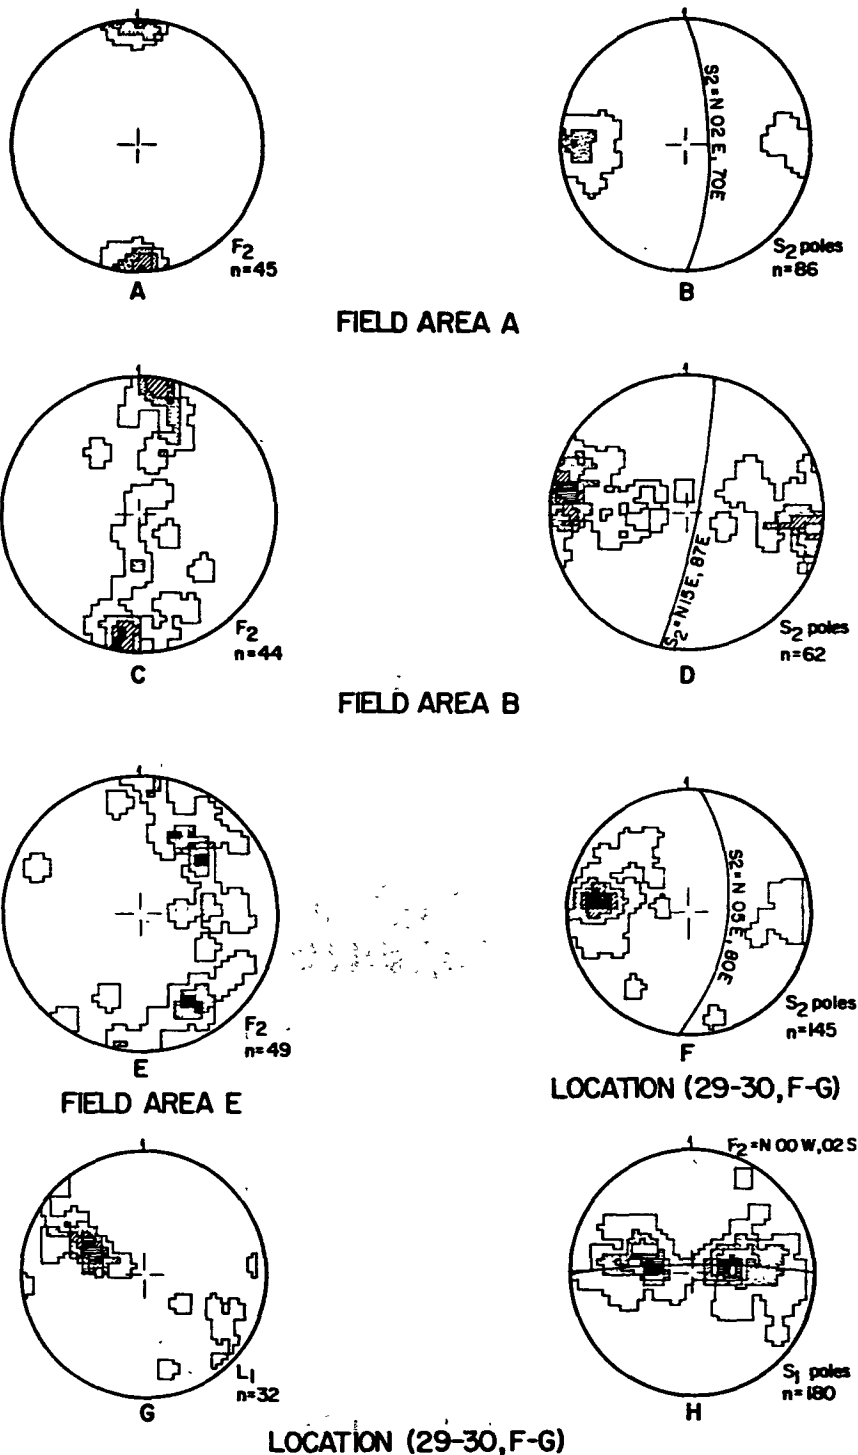 F2
n=45
A
S2=N 02 E, 70E
S2 poles
n=86
B
FIELD AREA A
F2
n=44
C
S2=N15E, 87E
S2 poles
n=62
D
FIELD AREA B
F2
n=49
E
FIELD AREA E
S2=N 05 E, 80E
S2 poles
n=145
F
LOCATION (29-30, F-G)
L1
n=32
G
F2=N 00 W, 02 S
S1 poles
n=180
H
LOCATION (29-30, F-G)